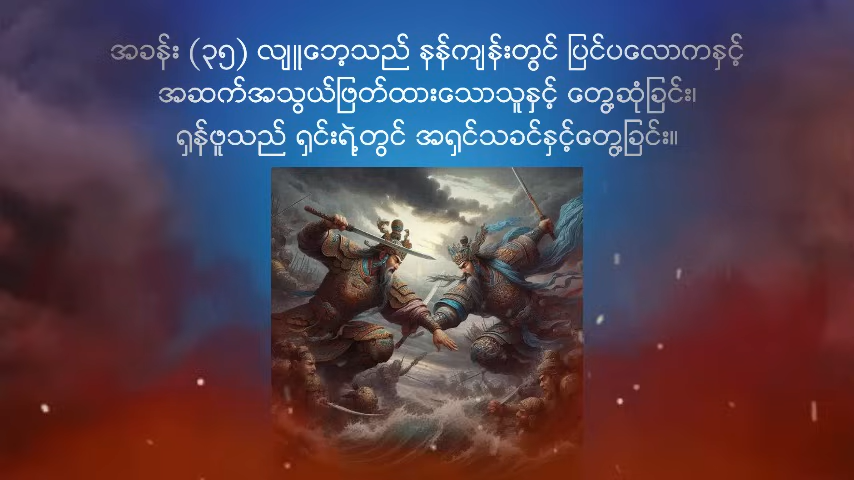 အခန်း (၃၅) လျူဘေ့သည် နန်ကျန်းတွင် ပြင်ပလောကနှင့်
အဆက်အသွယ်ဖြတ်ထားသောသူနှင့် တွေ့ဆုံခြင်း၊
ရှန်ဖူသည် ရှင်းရဲ့တွင် အရှင်သခင်နှင့်တွေ့ခြင်း။